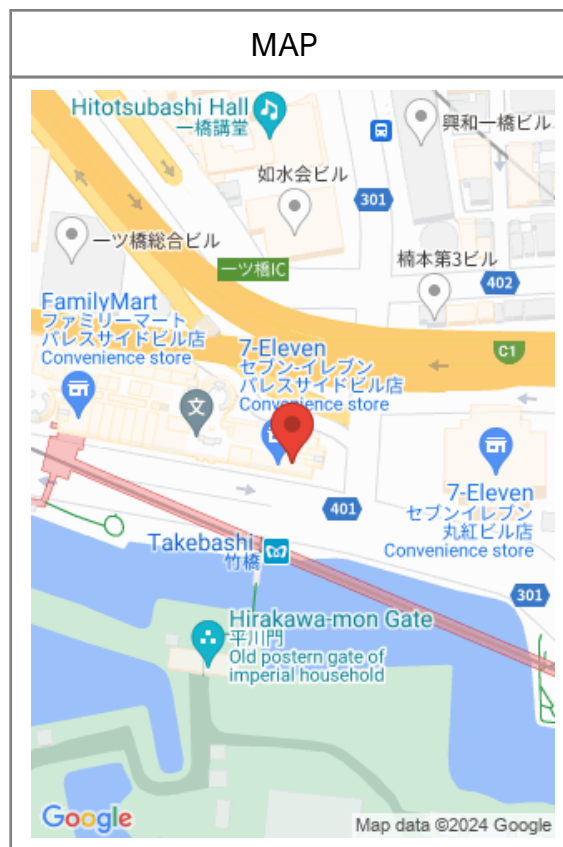 MAP
Hitotsubashi Hall
一橋講堂
興和一橋ビル
如水会ビル
301
一ツ橋総合ビル
一ツ橋IC
楠本第3ビル
402
FamilyMart
ファミリーマート
パレスサイドビル店
Convenience store
7-Eleven
セブン-イレブン
パレスサイドビル店
Convenience store
C1
文
7-Eleven
セブンイレブン
丸紅ビル店
Convenience store
401
Takebashi
竹橋
301
Hirakawa-mon Gate
平川門
Old postern gate of
imperial household
Google
Map data ©2024 Google